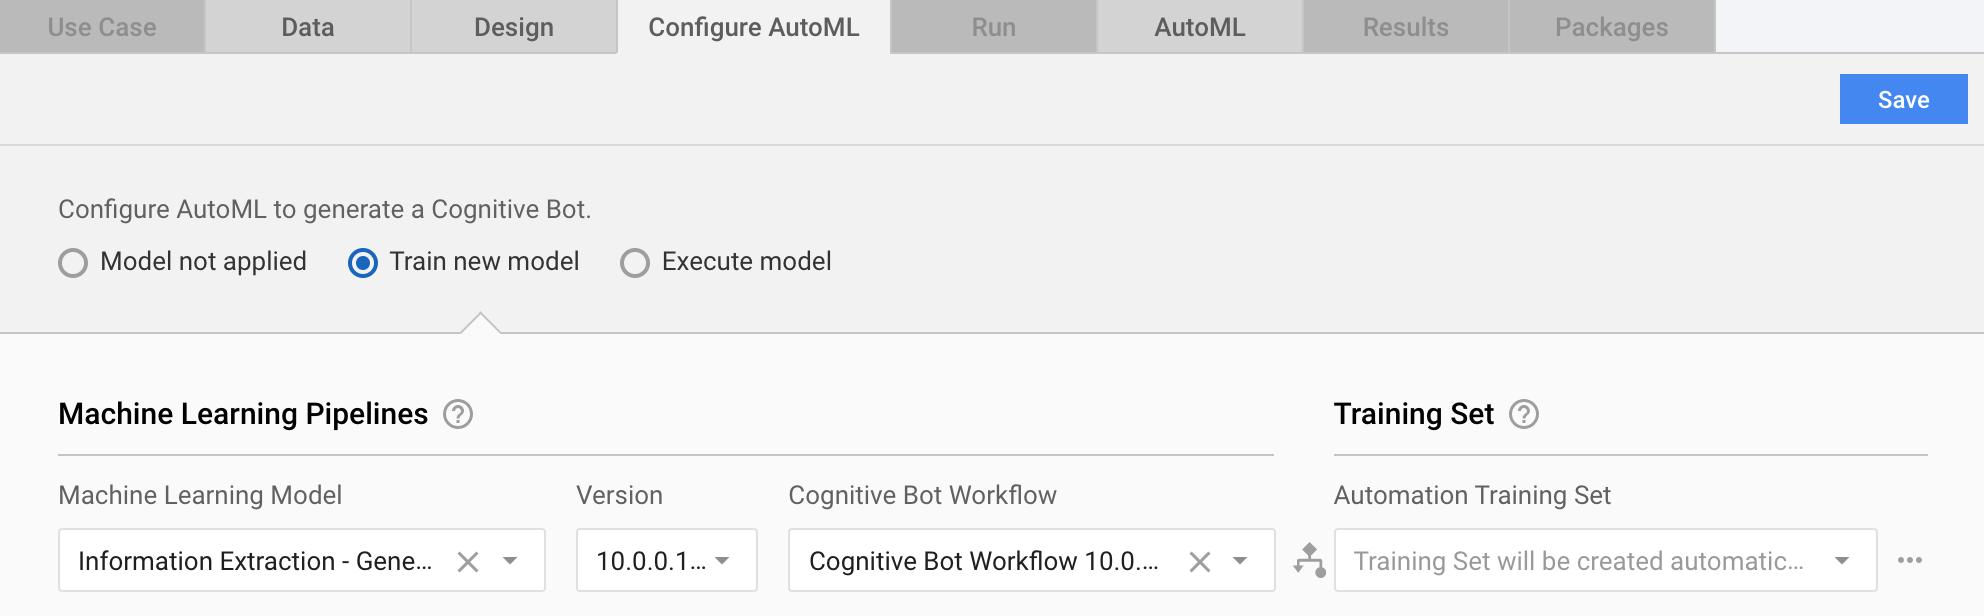 Use Case Data Design Configure AutoML Run AutoML Results Packages
Save
Configure AutoML to generate a Cognitive Bot.
Model not applied Train new model Execute model
Machine Learning Pipelines ? Training Set ?
Machine Learning Model Version Cognitive Bot Workflow Automation Training Set
Information Extraction - Gene... 10.0.0.1... Cognitive Bot Workflow 10.0.... Training Set will be created automatic...